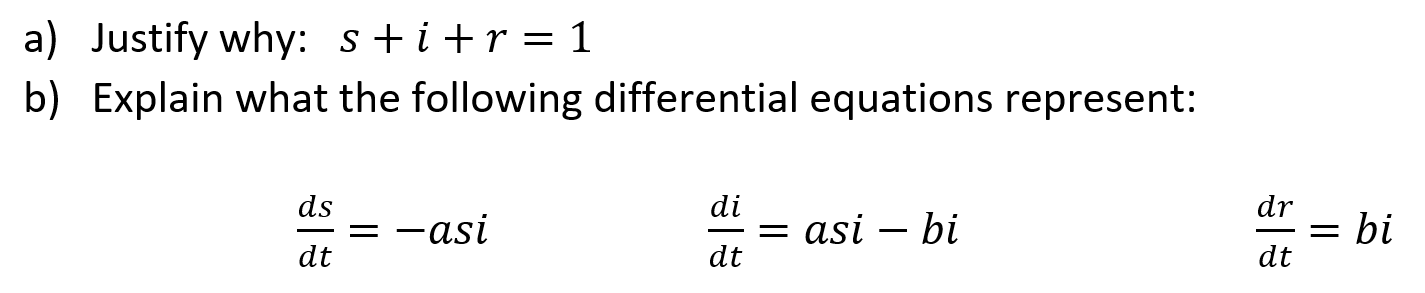 a) Justify why: s + i + r = 1
b) Explain what the following differential equations represent:
ds/dt = −asi di/dt = asi − bi dr/dt = bi